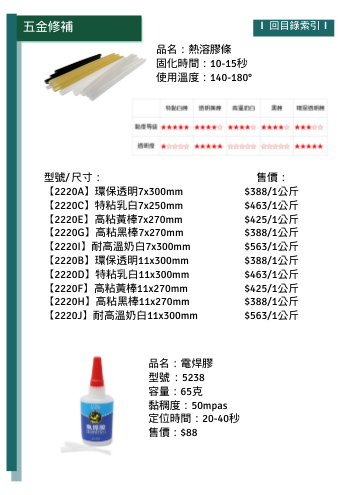 五金修補
I 回目錄索引 I
品名：熱溶膠條
固化時間：10-15秒
使用溫度：140-180°
特黏白棒 透明黃棒 高溫奶白 黑棒 環保透明棒
黏度等級 ★★★★★ ★★★★☆ ★★★★☆ ★★★★☆ ★★★☆☆
透明度 ★☆☆☆☆ ★★★★★ ☆☆☆☆☆ ☆☆☆☆☆ ★★★★★
型號/尺寸： 售價：
【2220A】環保透明7x300mm $388/1公斤
【2220C】特粘乳白7x250mm $463/1公斤
【2220E】高粘黃棒7x270mm $425/1公斤
【2220G】高粘黑棒7x270mm $388/1公斤
【2220I】耐高溫奶白7x300mm $563/1公斤
【2220B】環保透明11x300mm $388/1公斤
【2220D】特粘乳白11x300mm $463/1公斤
【2220F】高粘黃棒11x270mm $425/1公斤
【2220H】高粘黑棒11x270mm $388/1公斤
【2220J】耐高溫奶白11x300mm $563/1公斤
品名：電焊膠
型號：5238
容量：65克
黏稠度：50mpas
定位時間：20-40秒
售價：$88